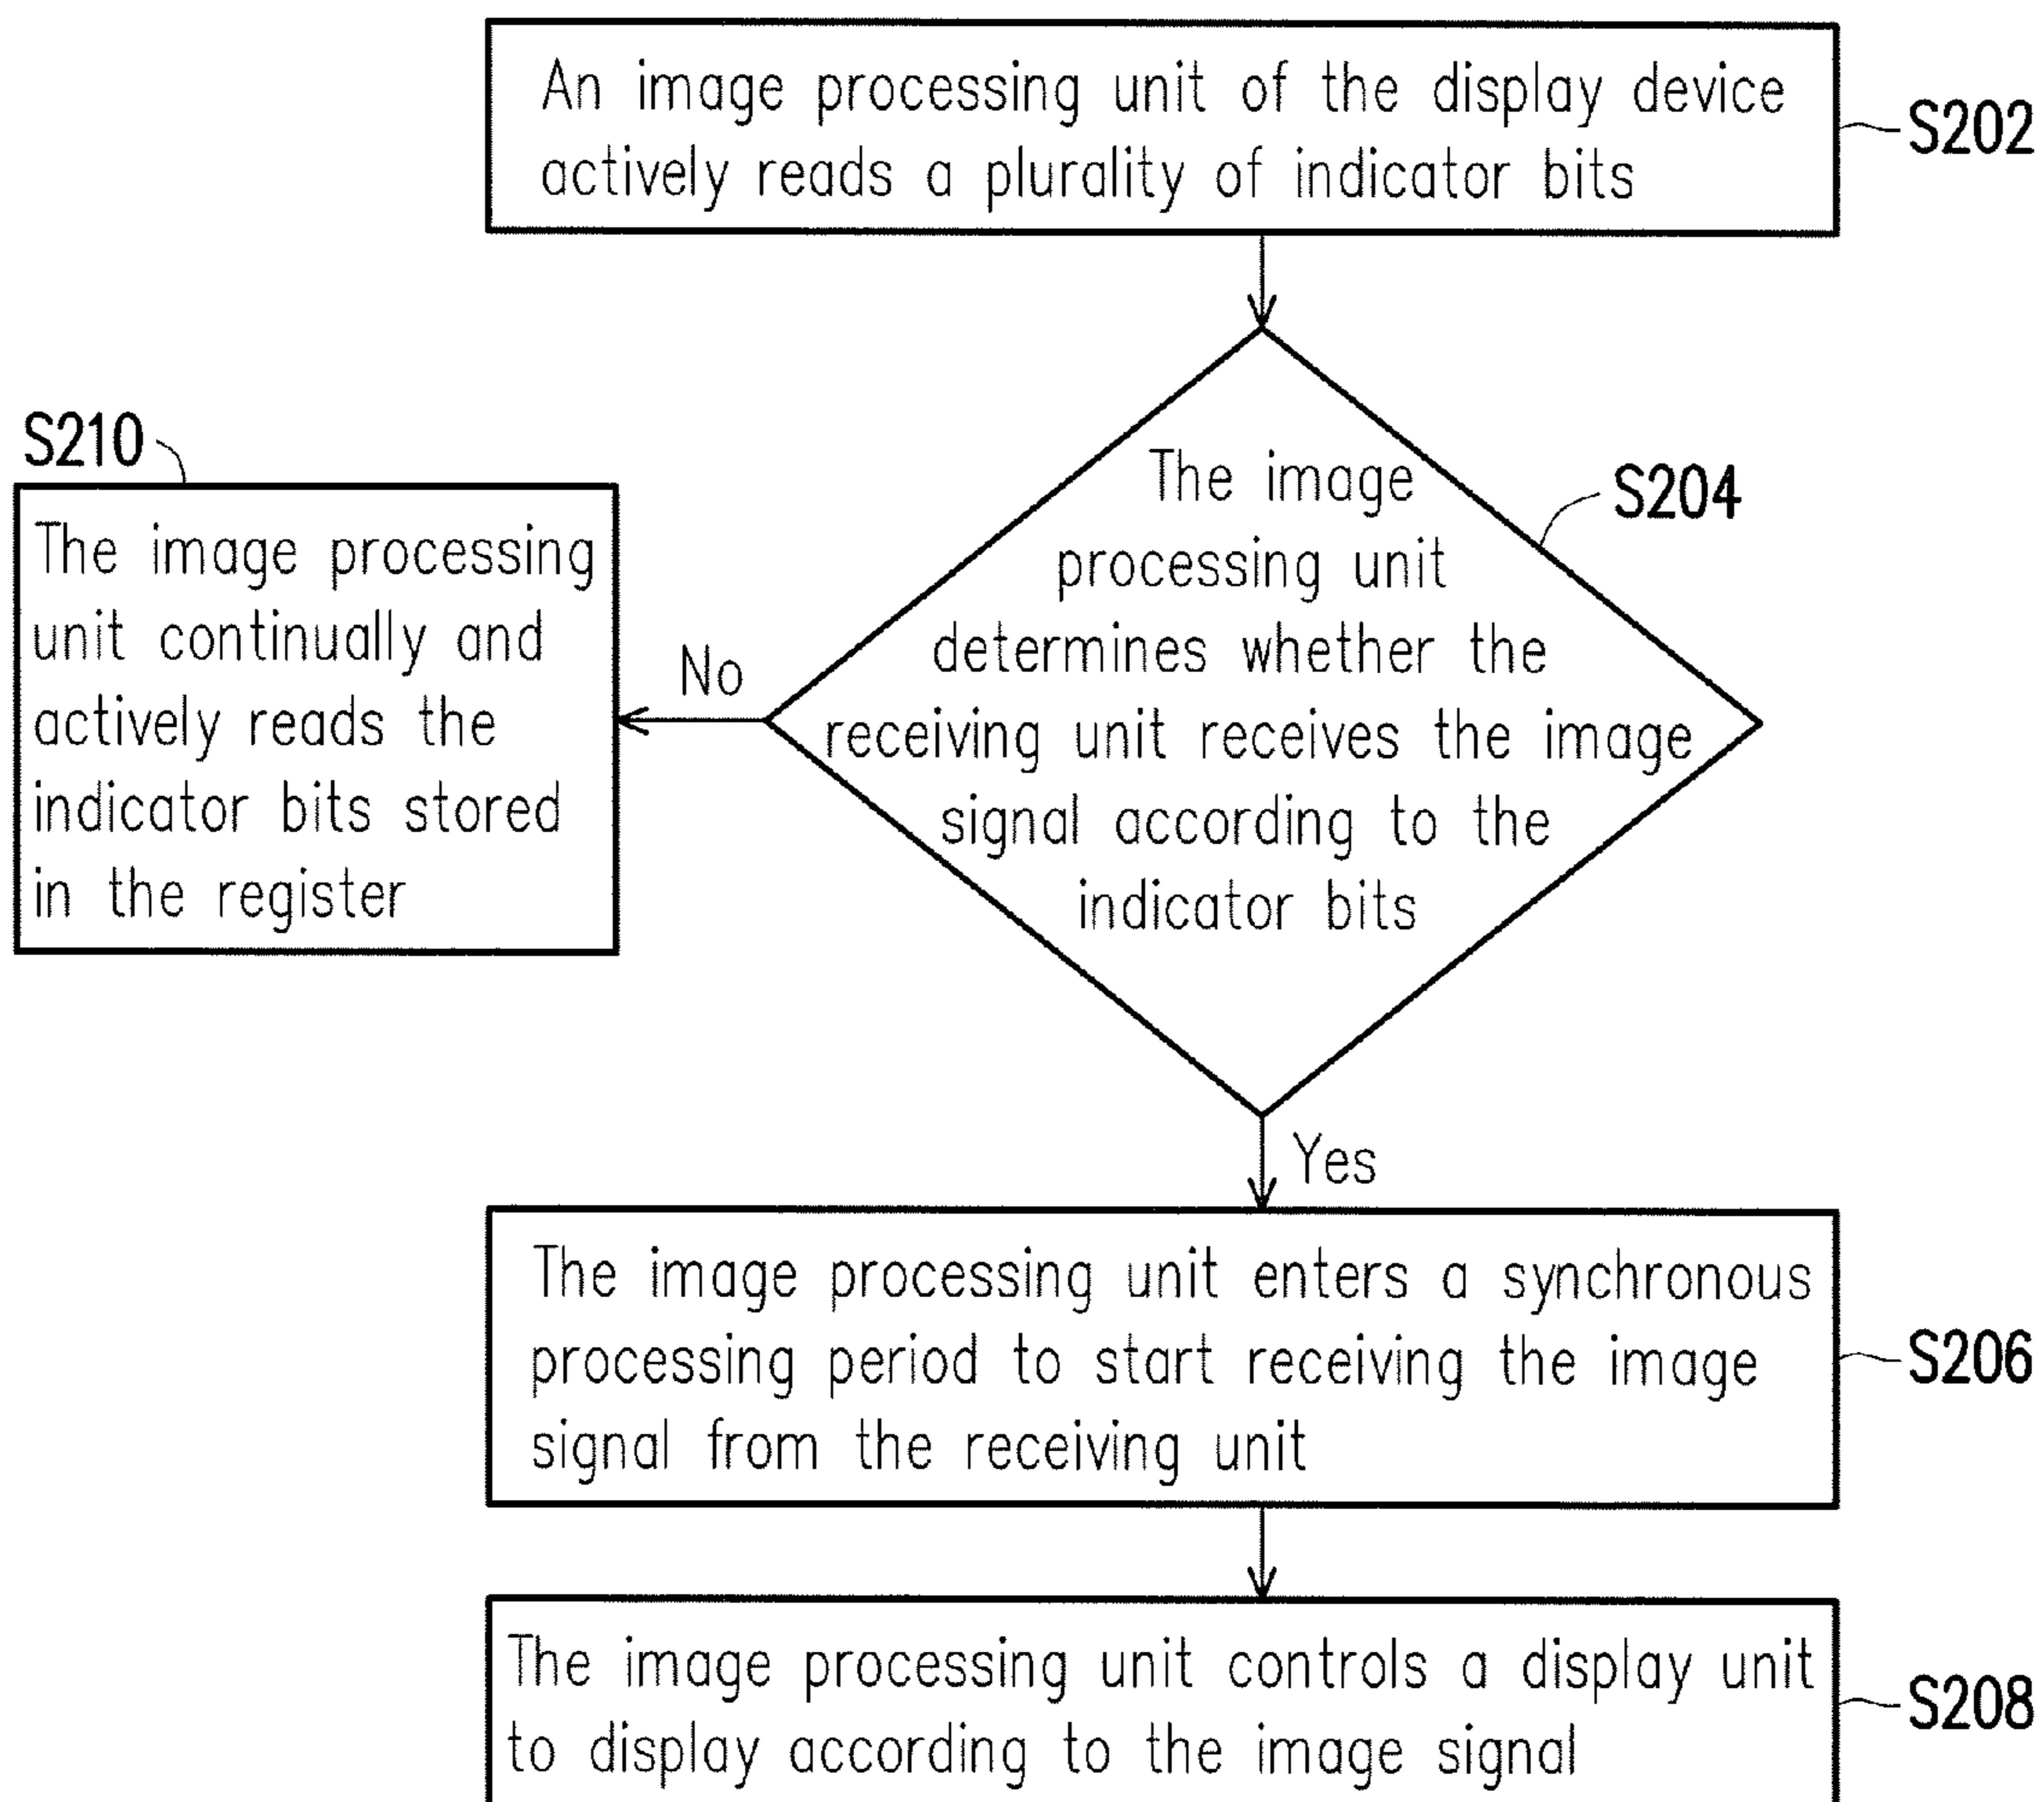 An image processing unit of the display device
actively reads a plurality of indicator bits
S202
S210
The image processing
unit continually and
actively reads the
indicator bits stored
in the register
No
The image
processing unit
determines whether the
receiving unit receives the image
signal according to the
indicator bits
S204
Yes
The image processing unit enters a synchronous
processing period to start receiving the image
signal from the receiving unit
S206
The image processing unit controls a display unit
to display according to the image signal
S208